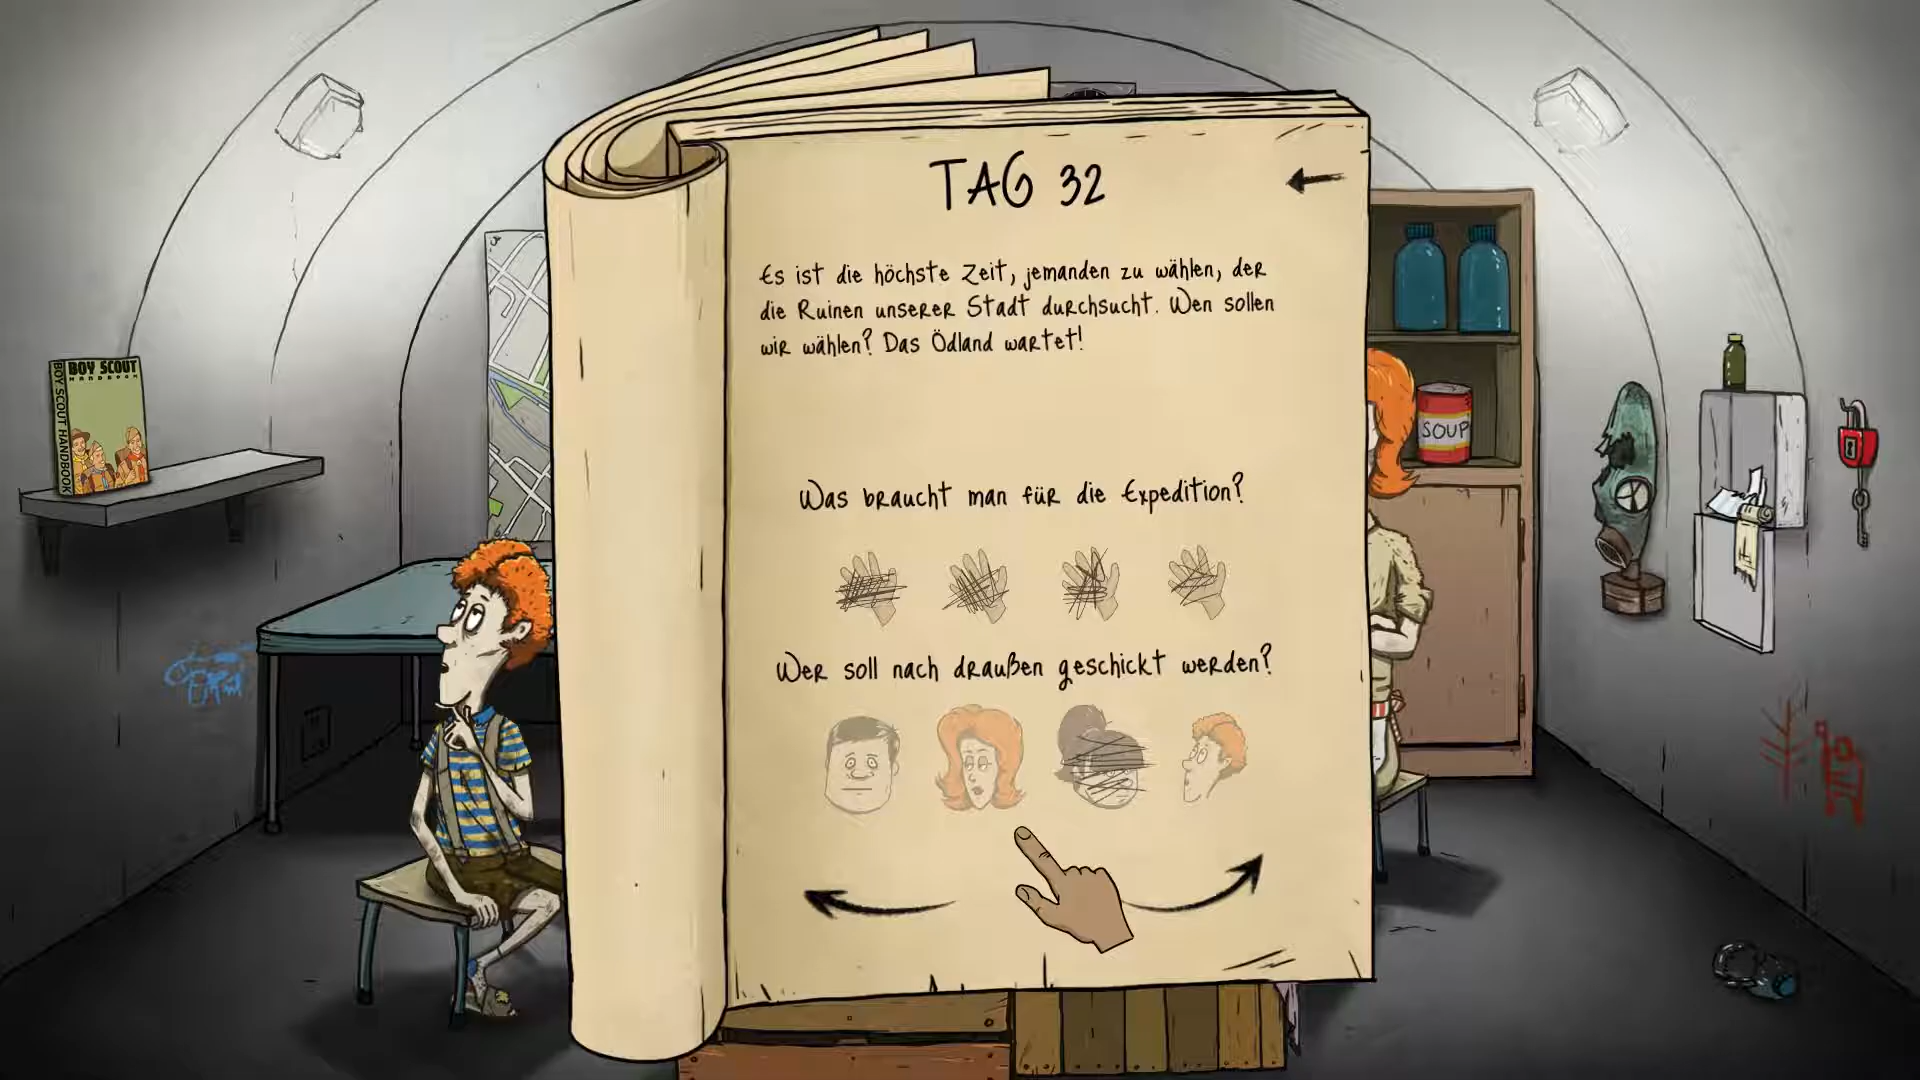 TAG 32
Es ist die höchste Zeit, jemanden zu wählen, der
die Ruinen unserer Stadt durchsucht. Wen sollen
wir wählen? Das Ödland wartet!
Was braucht man für die Expedition?
Wer soll nach draußen geschickt werden?
BOY SCOUT
HANDBOOK
BOY SCOUT HANDBOOK
SOUP